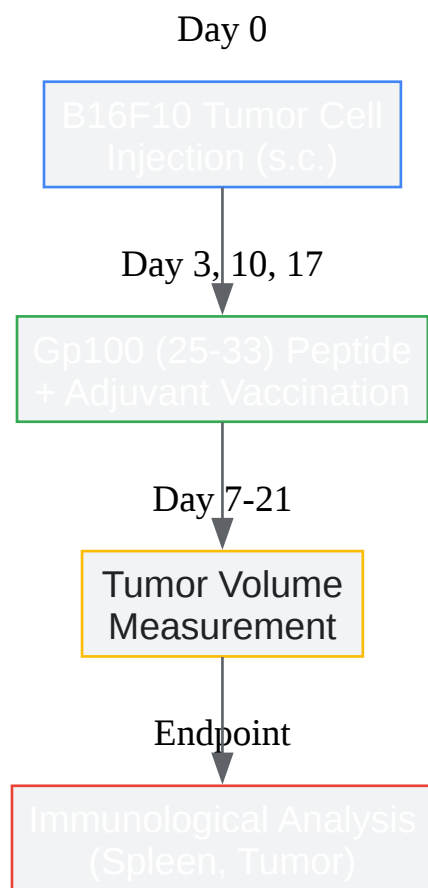 Day 0
B16F10 Tumor Cell
Injection (s.c.)
Day 3, 10, 17
Gp100 (25-33) Peptide
+ Adjuvant Vaccination
Day 7-21
Tumor Volume
Measurement
Endpoint
Immunological Analysis
(Spleen, Tumor)